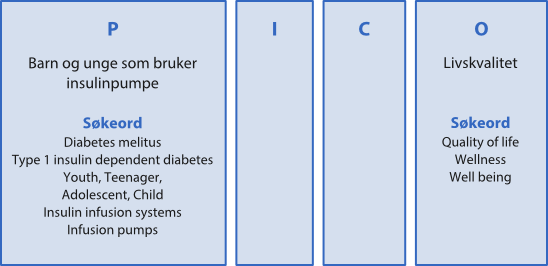 P
Barn og unge som bruker
insulinpumpe
Søkeord
Diabetes melitus
Type 1 insulin dependent diabetes
Youth, Teenager,
Adolescent, Child
Insulin infusion systems
Infusion pumps
I
C
O
Livskvalitet
Søkeord
Quality of life
Wellness
Well being